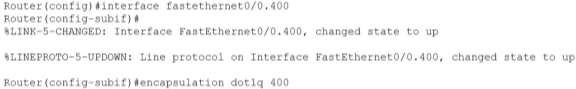 Router(config)#interface fastethernet0/0.400
Router(config-subif)#
%LINK-5-CHANGED: Interface FastEthernet0/0.400, changed state to up
%LINEPROTO-5-UPDOWN: Line protocol on Interface FastEthernet0/0.400, changed state to up
Router(config-subif)#encapsulation dot1q 400